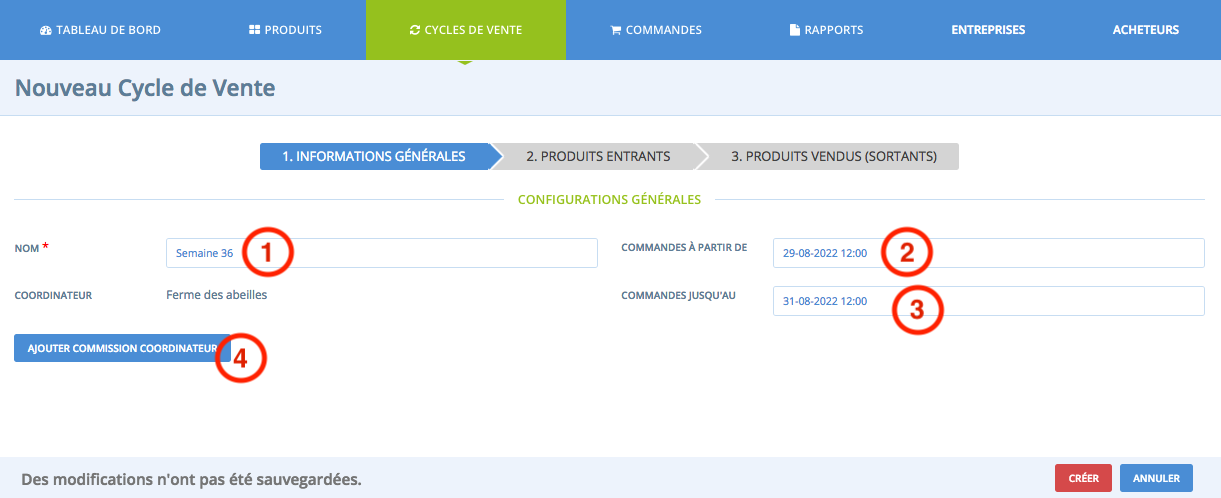 TABLEAU DE BORD PRODUITS CYCLES DE VENTE COMMANDES RAPPORTS ENTREPRISES ACHETEURS
Nouveau Cycle de Vente
1. INFORMATIONS GÉNÉRALES 2. PRODUITS ENTRANTS 3. PRODUITS VENDUS (SORTANTS)
CONFIGURATIONS GÉNÉRALES
NOM * Semaine 36 1 COMMANDES À PARTIR DE 29-08-2022 12:00 2
COORDINATEUR Ferme des abeilles COMMANDES JUSQU'AU 31-08-2022 12:00 3
AJOUTER COMMISSION COORDINATEUR 4
Des modifications n'ont pas été sauvegardées. CRÉER ANNULER